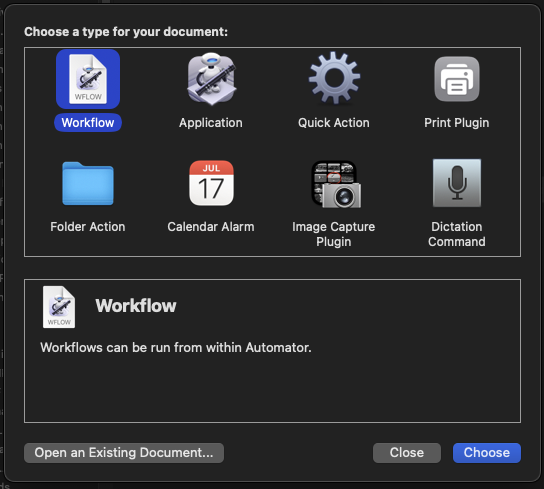 Choose a type for your document:
WFLOW
Workflow
Application
Quick Action
Print Plugin
Folder Action
JUL
17
Calendar Alarm
Image Capture
Plugin
Dictation
Command
WFLOW
Workflow
Workflows can be run from within Automator.
Open an Existing Document...
Close
Choose